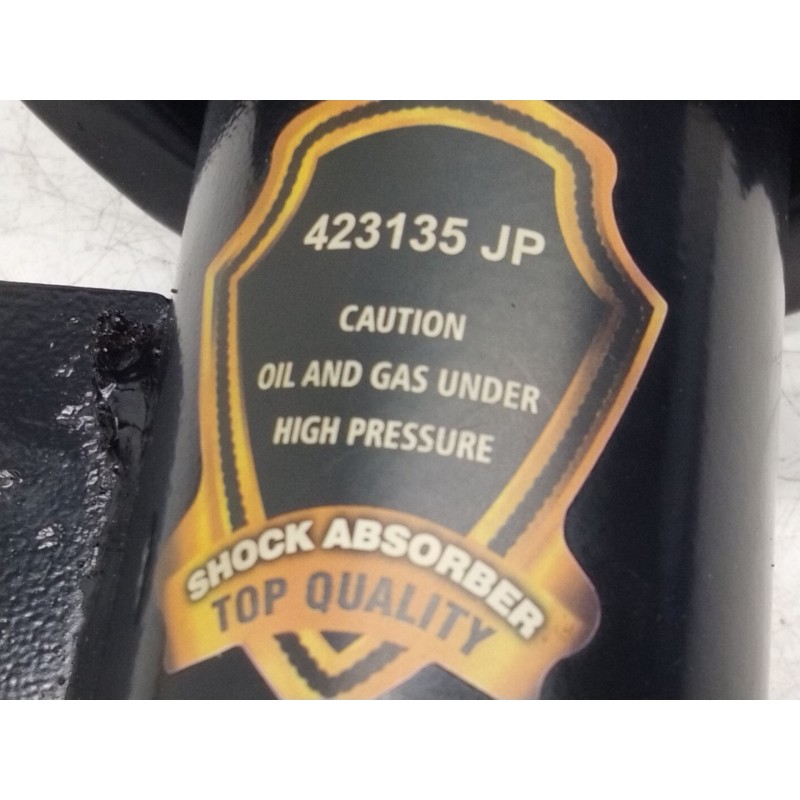 423135 JP
CAUTION
OIL AND GAS UNDER
HIGH PRESSURE
SHOCK ABSORBER
TOP QUALITY